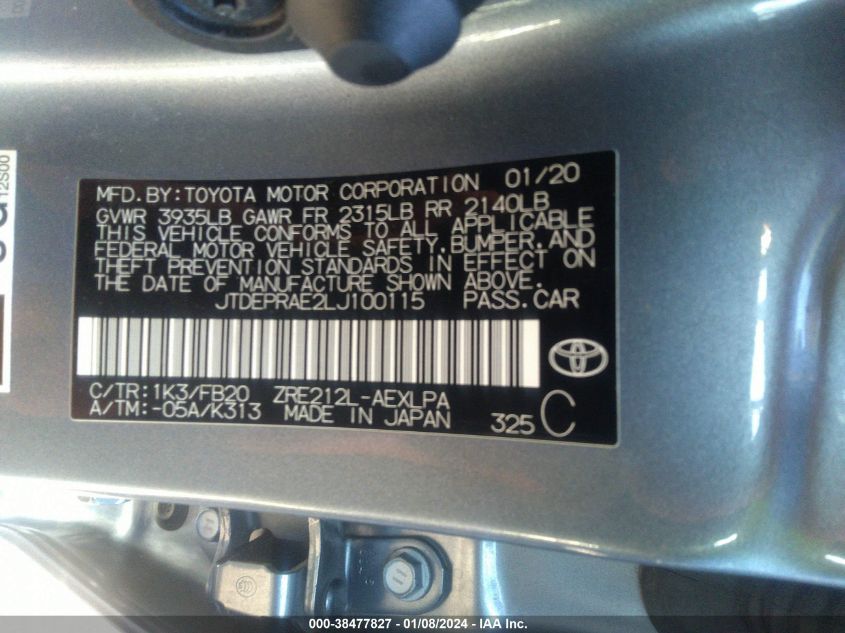 MFD.BY:TOYOTA MOTOR CORPORATION 01/20
GVWR 3935LB GAWR FR 2315LB RR 2140LB
THIS VEHICLE CONFORMS TO ALL APPLICABLE
FEDERAL MOTOR VEHICLE SAFETY,BUMPER,AND
THEFT PREVENTION STANDARDS IN EFFECT ON
THE DATE OF MANUFACTURE SHOWN ABOVE.
JTDEPRAE2LJ100115 PASS.CAR
C/TR:1K3/FB20 ZRE212L-AEXLPA
A/TM:-05A/K313 MADE IN JAPAN 325 C
12S00
000-38477827 - 01/08/2024 - IAA Inc.